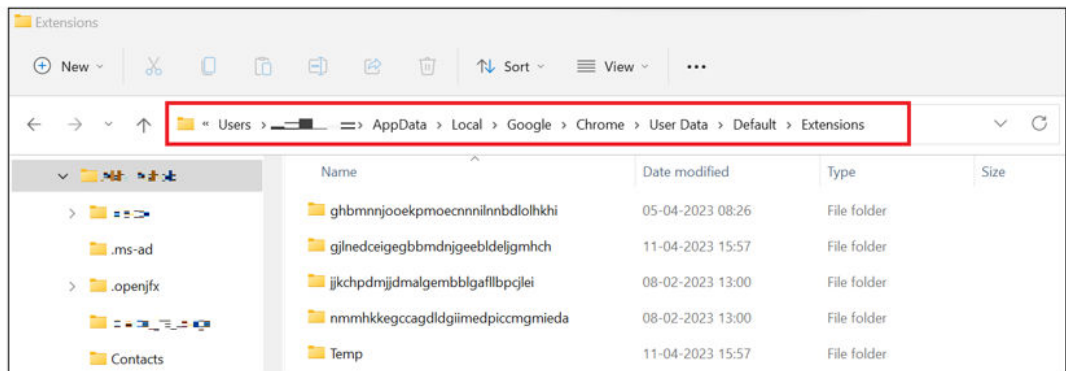 Extensions
New Sort View ...
« Users > > AppData > Local > Google > Chrome > User Data > Default > Extensions
Name Date modified Type Size
ghbmnnjooekpmoecnnnilnnbdlolhkhi 05-04-2023 08:26 File folder
gjlnedceigegbbmdnjgeebldeljgmhch 11-04-2023 15:57 File folder
.ms-ad
jjkchpdmjjdmalgembblgafllbpcjlei 08-02-2023 13:00 File folder
.openjfx
nmmhkkegccagdldgiimedpiccmgmieda 08-02-2023 13:00 File folder
Contacts
Temp 11-04-2023 15:57 File folder